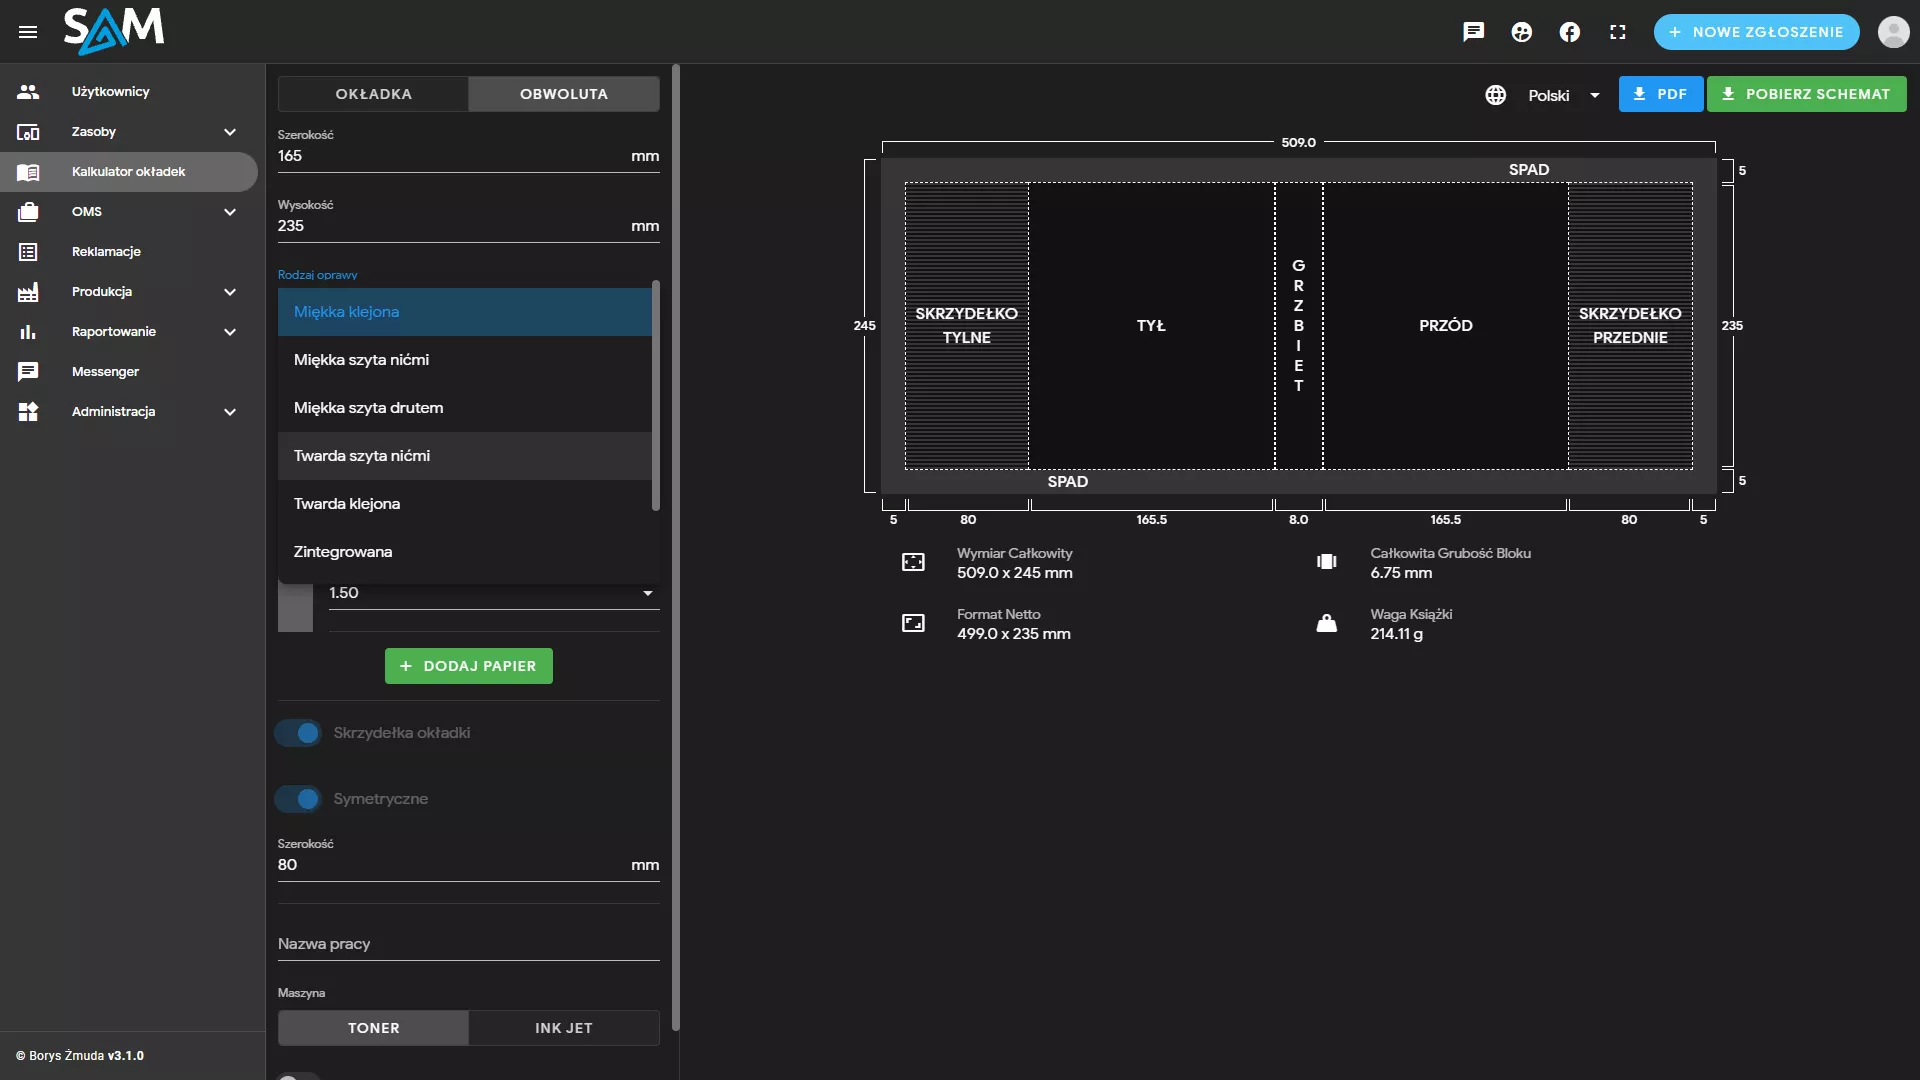 SAM
NOWE ZGŁOSZENIE
Użytkownicy
Zasoby
Kalkulator okładek
OMS
Reklamacje
Produkcja
Raportowanie
Messenger
Administracja
© Borys Żmuda v3.1.0
OKŁADKA
OBWOLUTA
Szerokość
165 mm
Wysokość
235 mm
Rodzaj oprawy
Miękka klejona
Miękka szyta nićmi
Miękka szyta drutem
Twarda szyta nićmi
Twarda klejona
Zintegrowana
1.50
+ DODAJ PAPIER
Skrzydełka okładki
Symetryczne
Szerokość
80 mm
Nazwa pracy
Maszyna
TONER
INK JET
Polski
PDF
POBIERZ SCHEMAT
509.0
SPAD
5
245
SKRZYDEŁKO
TYLNE
TYŁ
GRZBIET
PRZÓD
SKRZYDEŁKO
PRZEDNIE
235
SPAD
5
5 80 165.5 8.0 165.5 80 5
Wymiar Całkowity
509.0 x 245 mm
Całkowita Grubość Bloku
6.75 mm
Format Netto
499.0 x 235 mm
Waga Książki
214.11 g